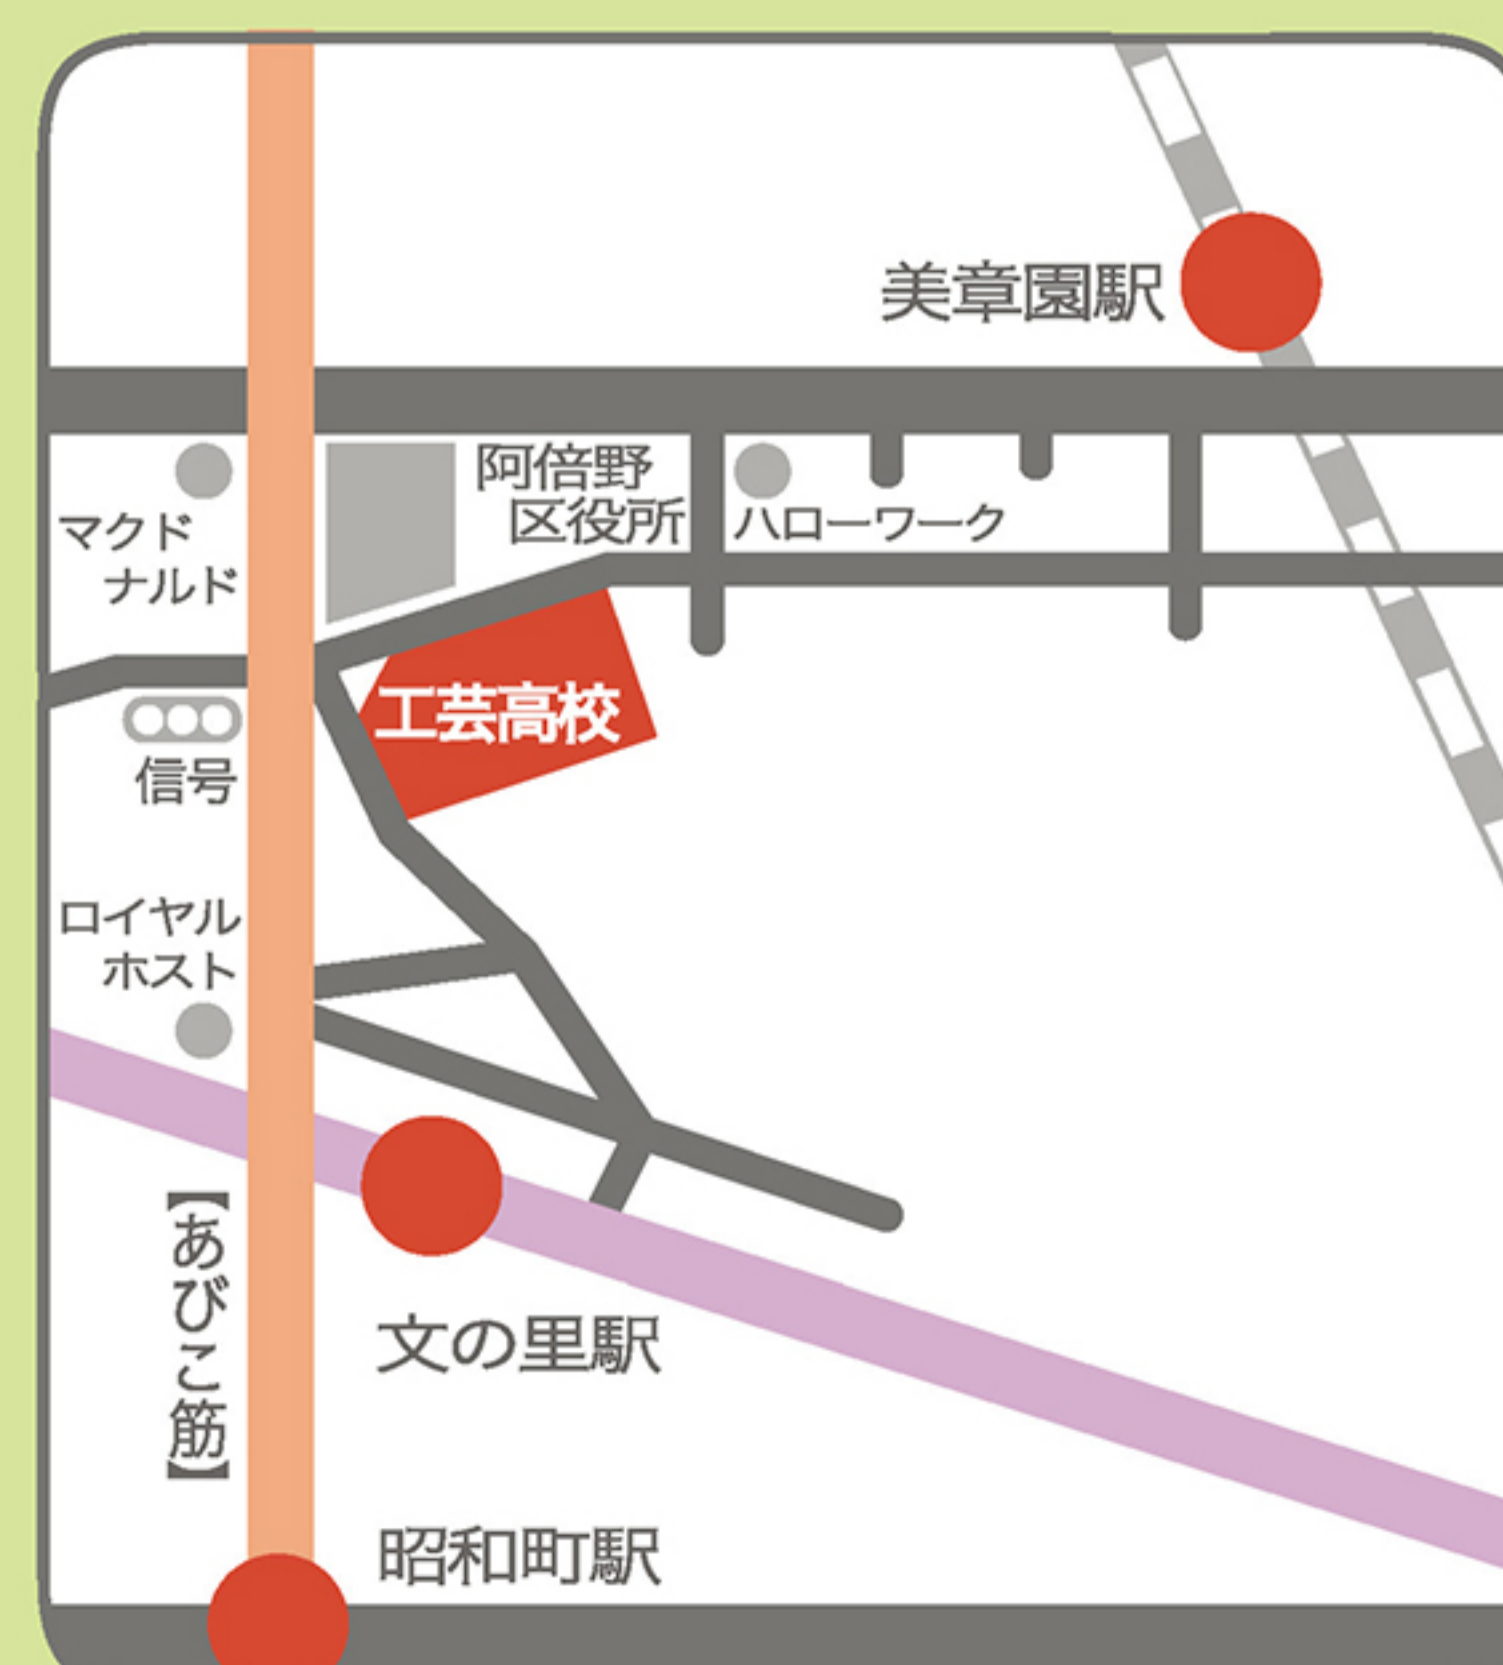 美章園駅
阿倍野
区役所
ハローワーク
マクド
ナルド
工芸高校
信号
ロイヤル
ホスト
【あびこ筋】
文の里駅
昭和町駅